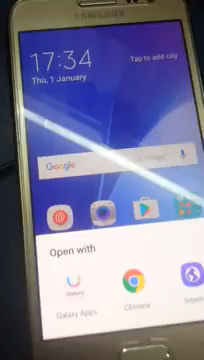 SAMSUNG
17:34
Tap to add city
Thu, 1 January
Google
Open with
Galaxy Apps
Chrome